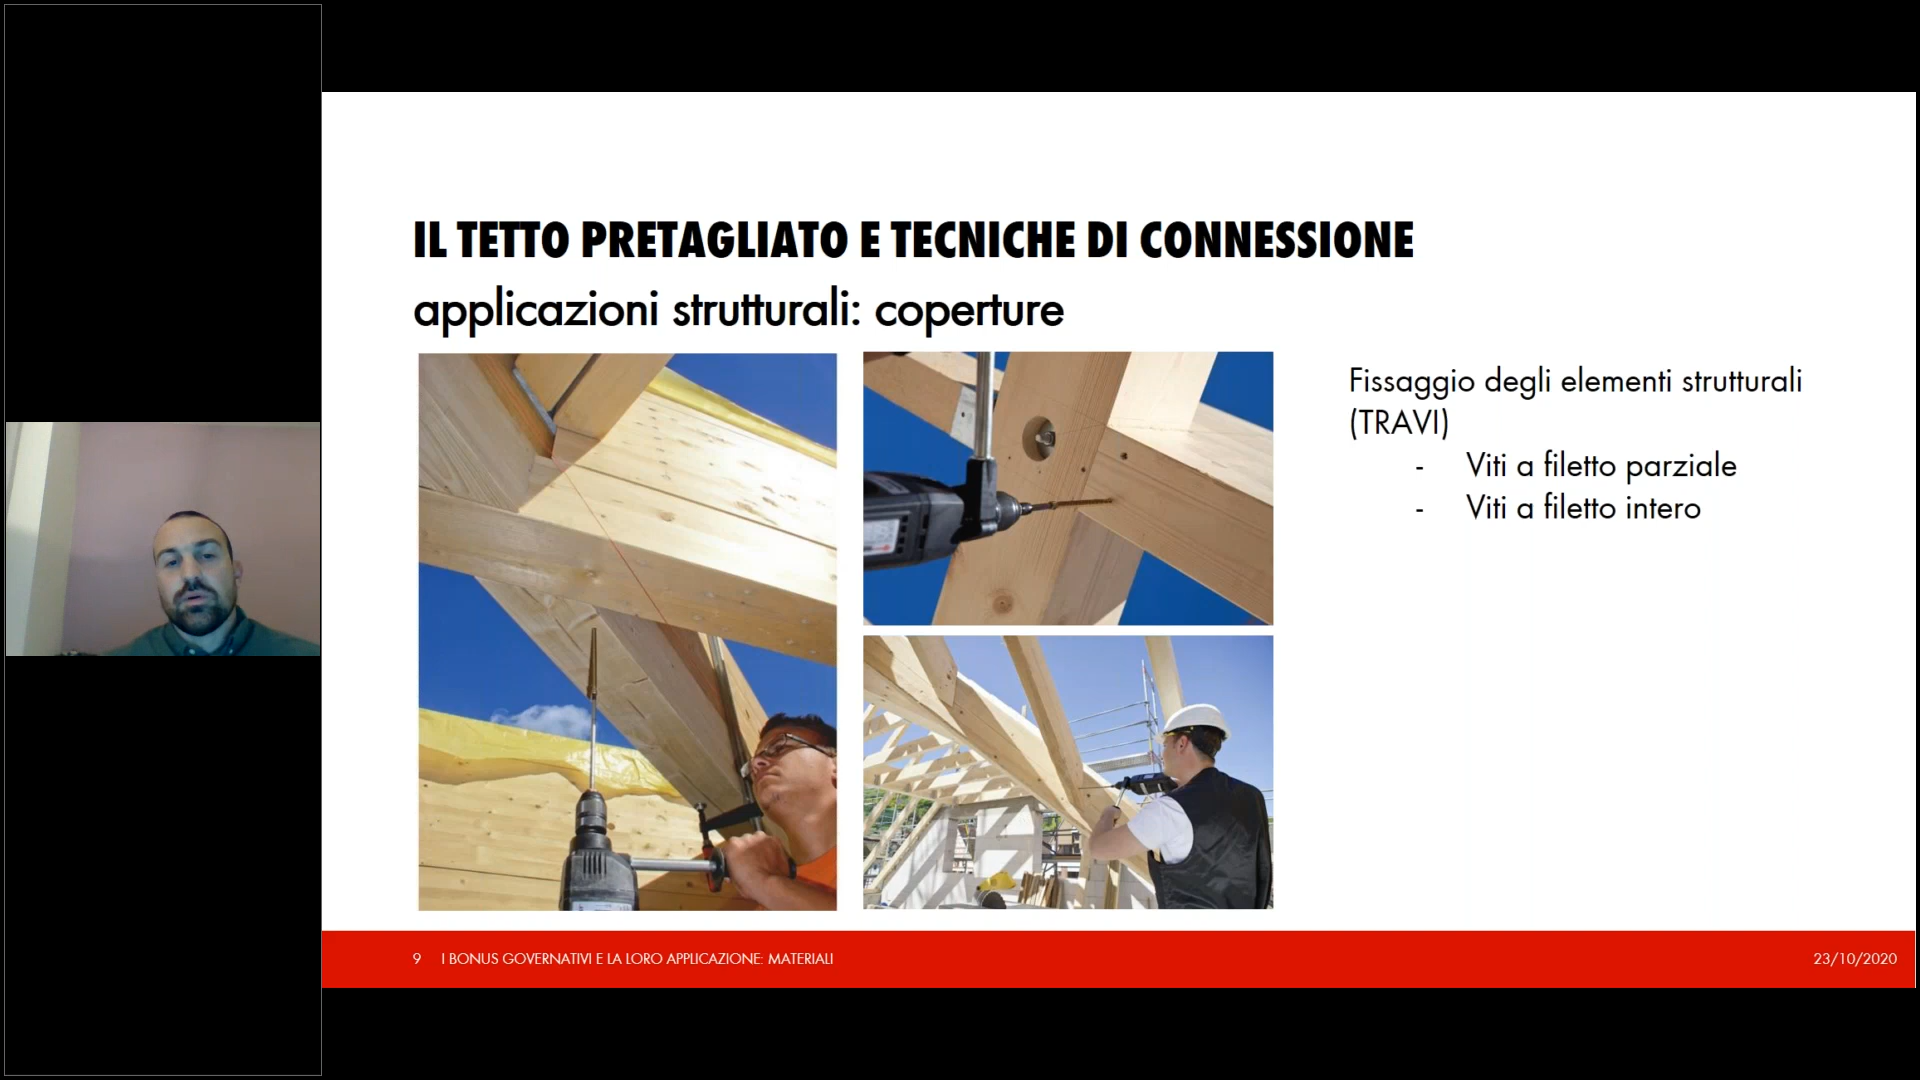 IL TETTO PRETAGLIATO E TECNICHE DI CONNESSIONE
applicazioni strutturali: coperture
Fissaggio degli elementi strutturali
(TRAVI)
- Viti a filetto parziale
- Viti a filetto intero
9 I BONUS GOVERNATIVI E LA LORO APPLICAZIONE: MATERIALI
23/10/2020